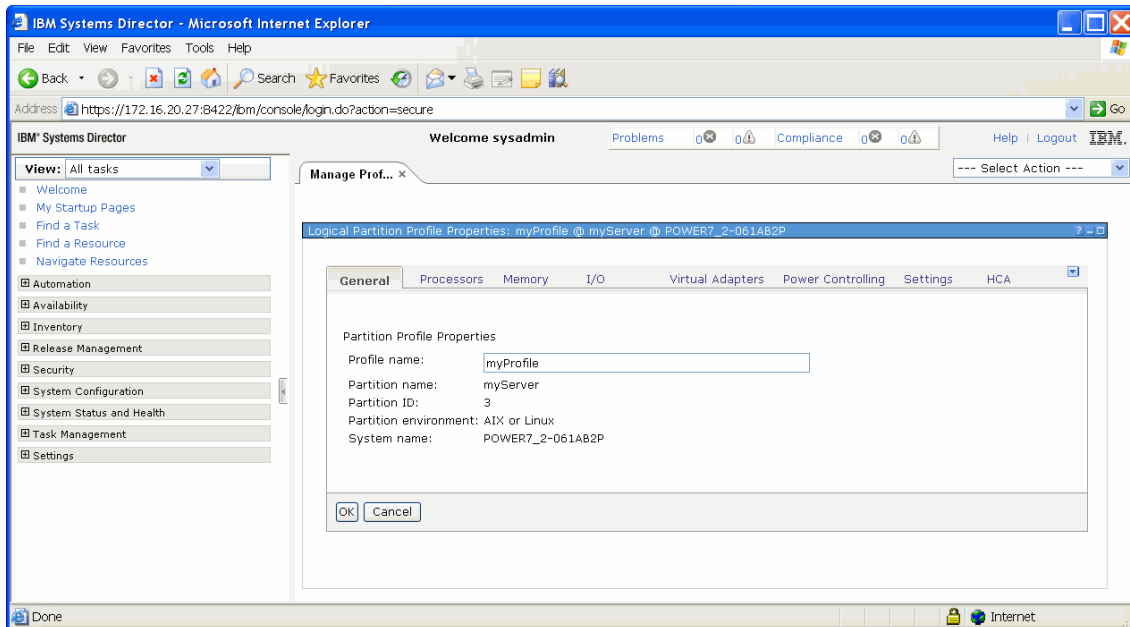 IBM Systems Director - Microsoft Internet Explorer
File Edit View Favorites Tools Help
Back Search Favorites
Address https://172.16.20.27:8422/ibm/console/login.do?action=secure Go
IBM® Systems Director Welcome sysadmin Problems 0 0 Compliance 0 0 Help | Logout IBM.
View: All tasks
Manage Prof... × --- Select Action ---
Welcome
My Startup Pages
Find a Task
Find a Resource
Navigate Resources
Automation
Availability
Inventory
Release Management
Security
System Configuration
System Status and Health
Task Management
Settings
Logical Partition Profile Properties: myProfile @ myServer @ POWER7_2-061AB2P ?
General Processors Memory I/O Virtual Adapters Power Controlling Settings HCA
Partition Profile Properties
Profile name: myProfile
Partition name: myServer
Partition ID: 3
Partition environment: AIX or Linux
System name: POWER7_2-061AB2P
OK Cancel
Done Internet